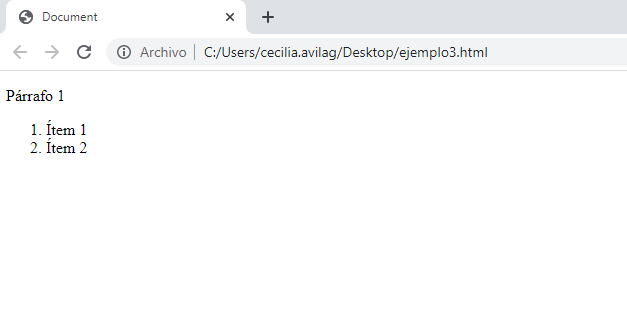 Document
Archivo C:/Users/cecilia.avilag/Desktop/ejemplo3.html
Párrafo 1
1. Ítem 1
2. Ítem 2